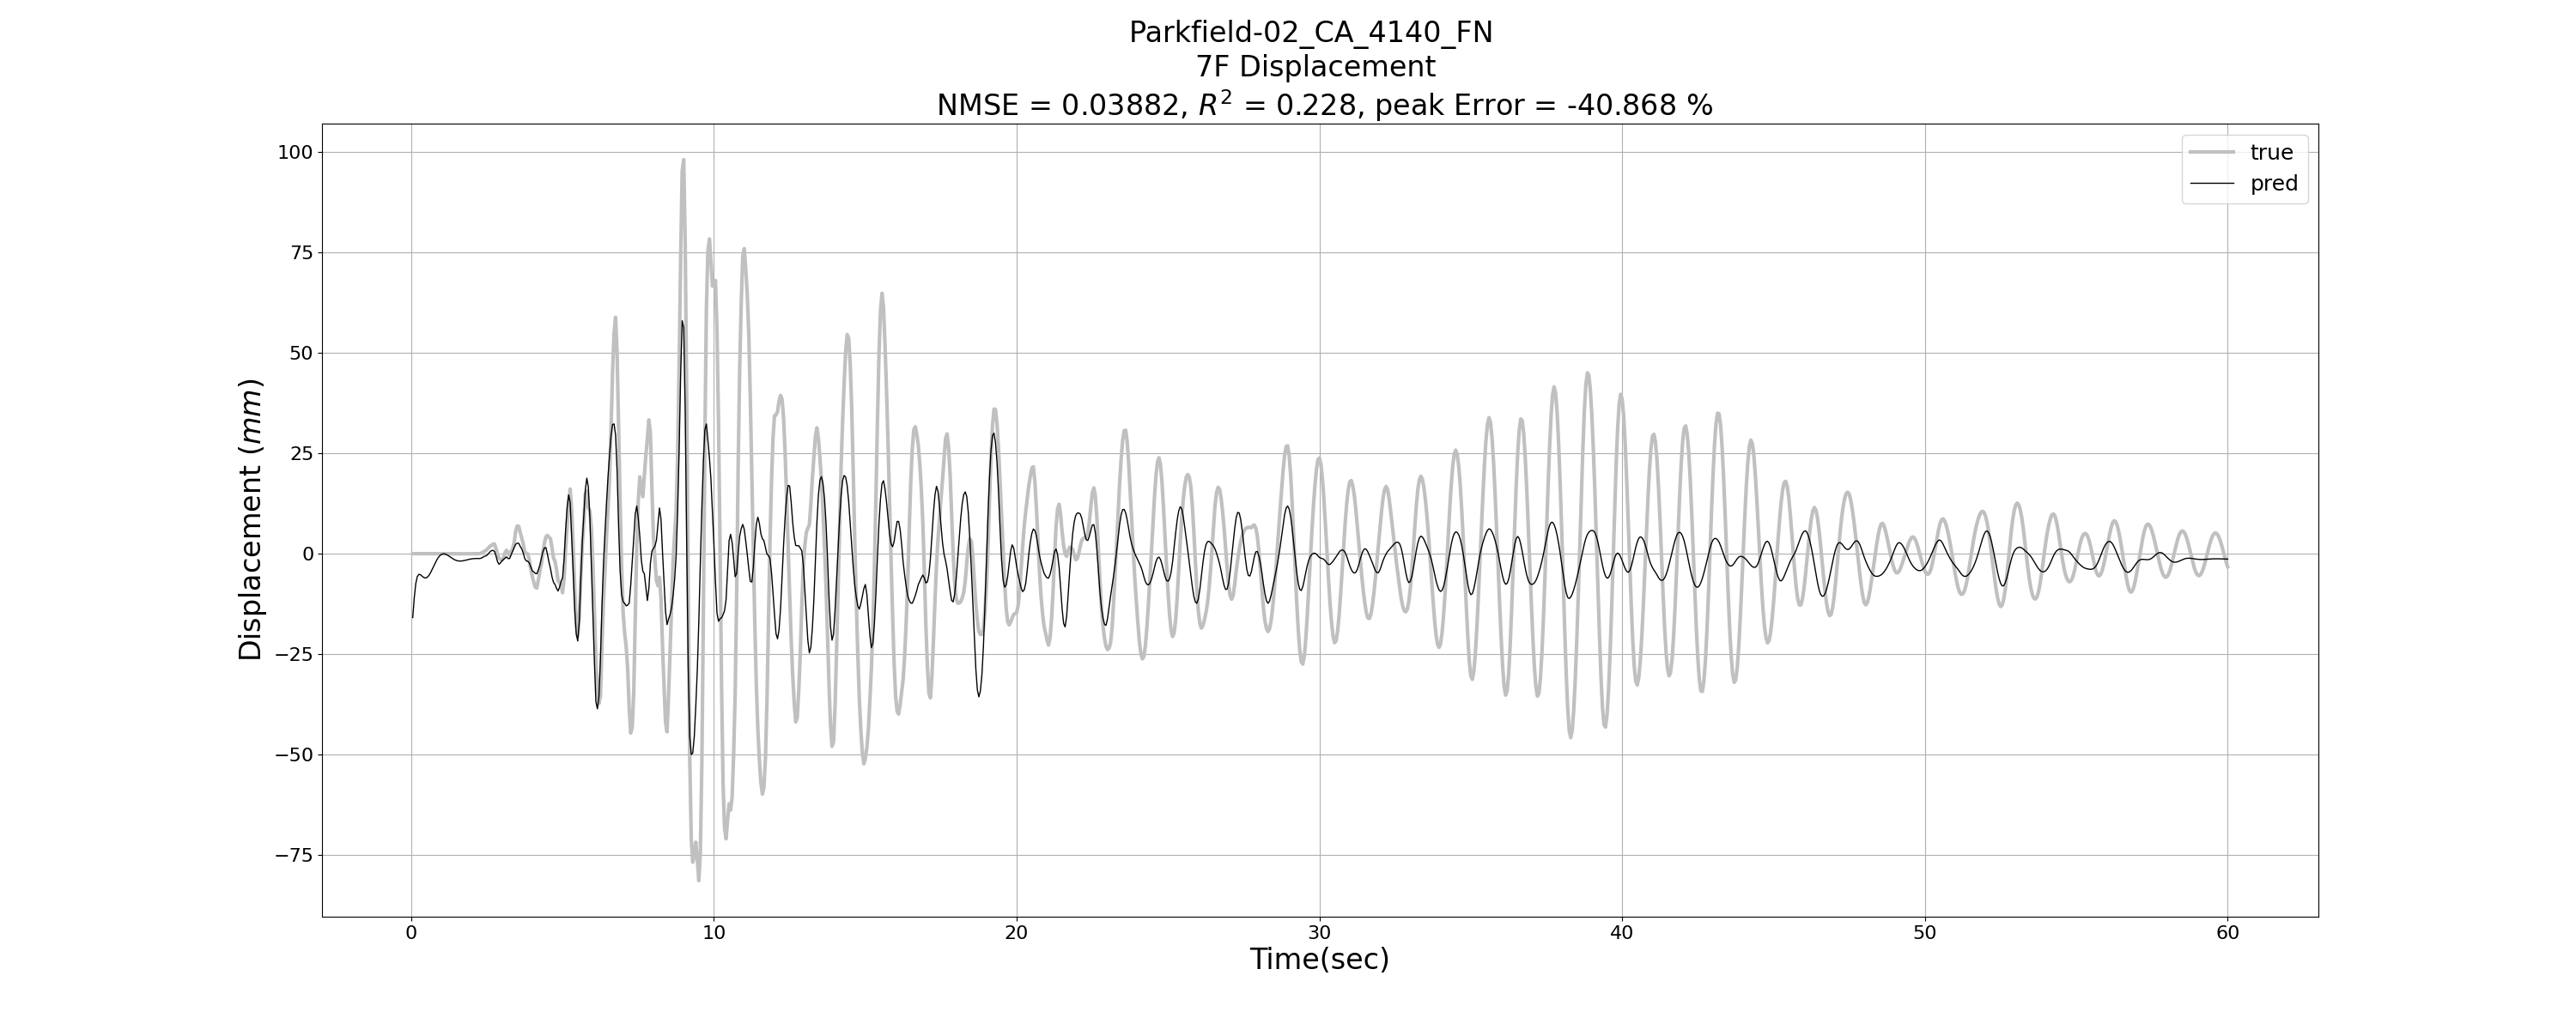 Parkfield-02_CA_4140_FN
7F Displacement
NMSE = 0.03882, R² = 0.228, peak Error = -40.868 %
true
pred
100
75
50
25
0
−25
−50
−75
Displacement (mm)
0 10 20 30 40 50 60
Time(sec)